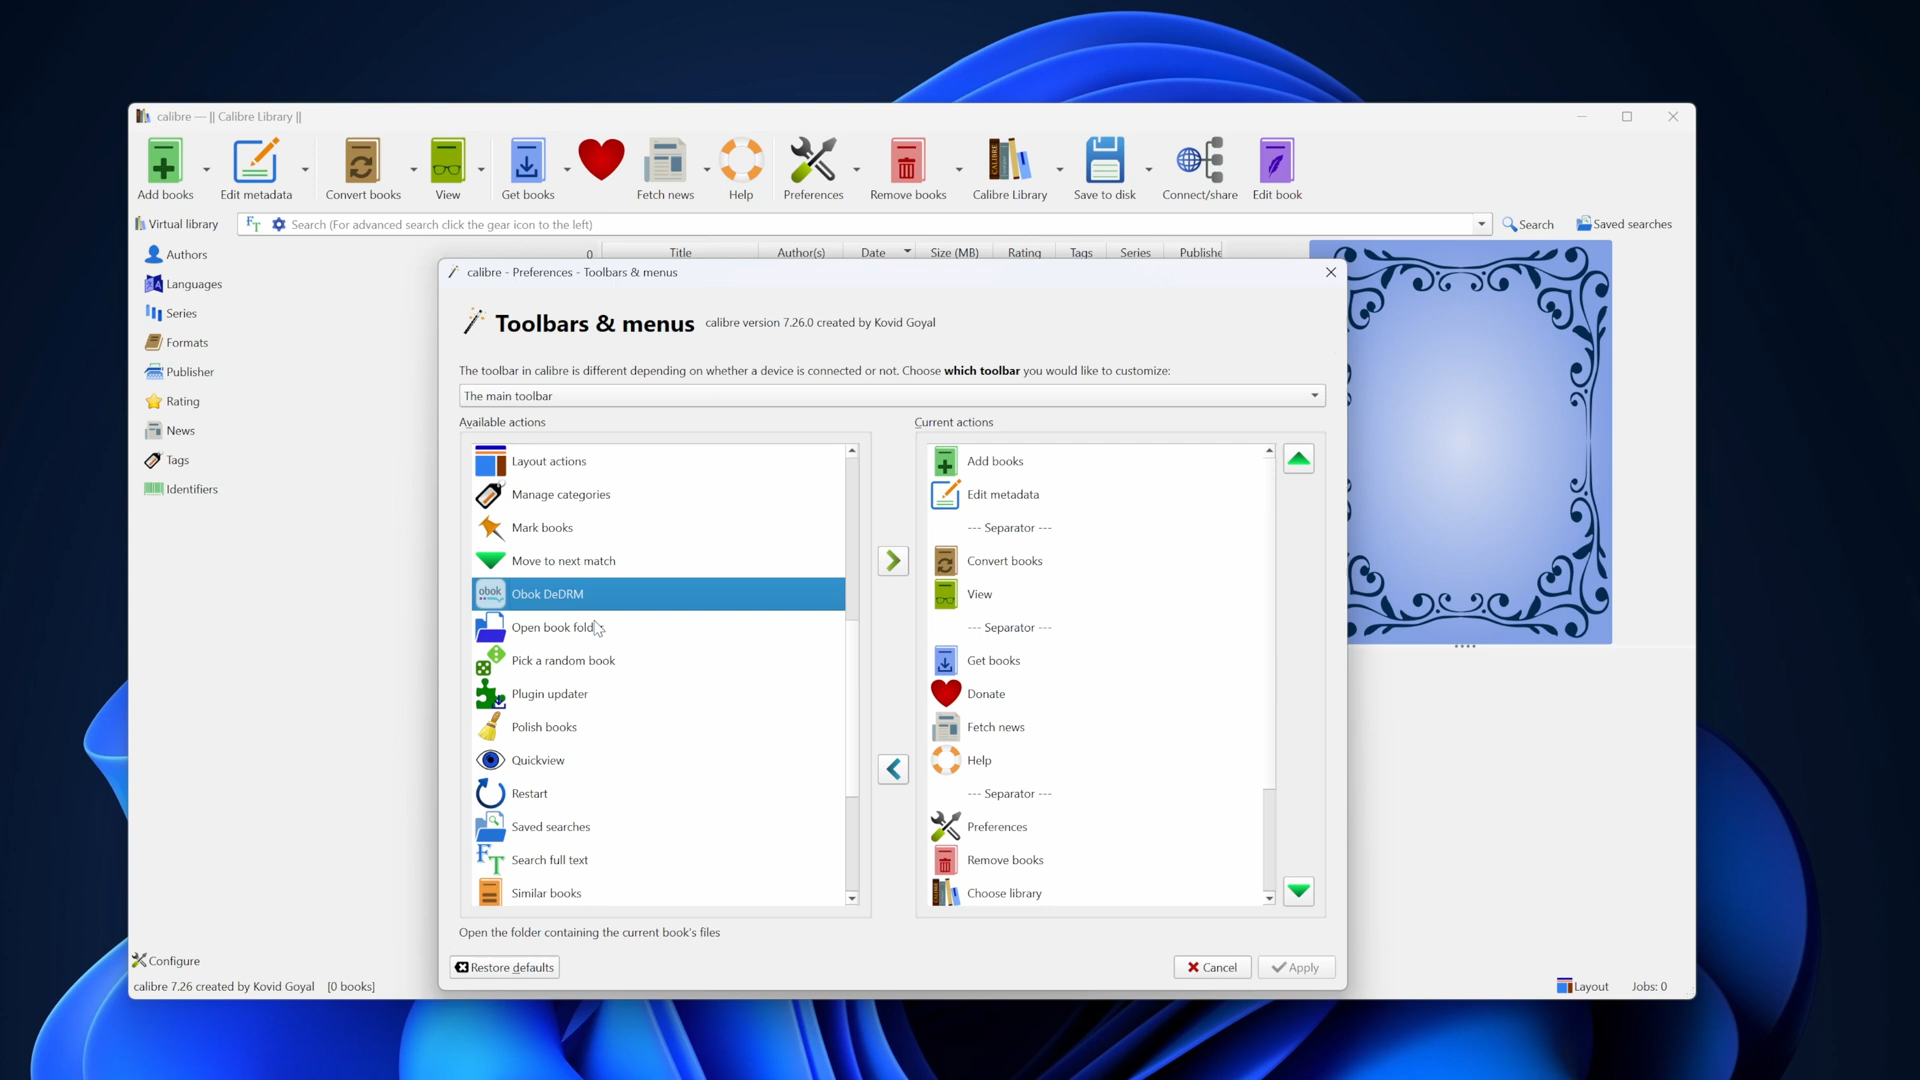 calibre — || Calibre Library ||
Add books
Edit metadata
Convert books
View
Get books
Fetch news
Help
Preferences
Remove books
CALIBRE
Calibre Library
Save to disk
Connect/share
Edit book
Virtual library
FT
Search (For advanced search click the gear icon to the left)
Search
Saved searches
Authors
Languages
Series
Formats
Publisher
Rating
News
Tags
Identifiers
0
Title
Author(s)
Date
Size (MB)
Rating
Tags
Series
Publishe
calibre - Preferences - Toolbars & menus
Toolbars & menus
calibre version 7.26.0 created by Kovid Goyal
The toolbar in calibre is different depending on whether a device is connected or not. Choose which toolbar you would like to customize:
The main toolbar
Available actions
Layout actions
Manage categories
Mark books
Move to next match
obok
Obok DeDRM
Open book fold
Pick a random book
Plugin updater
Polish books
Quickview
Restart
Saved searches
FT
Search full text
Similar books
Current actions
Add books
Edit metadata
--- Separator ---
Convert books
View
--- Separator ---
Get books
Donate
Fetch news
Help
--- Separator ---
Preferences
Remove books
Choose library
Open the folder containing the current book's files
Restore defaults
Cancel
Apply
Configure
calibre 7.26 created by Kovid Goyal
[0 books]
Layout
Jobs: 0